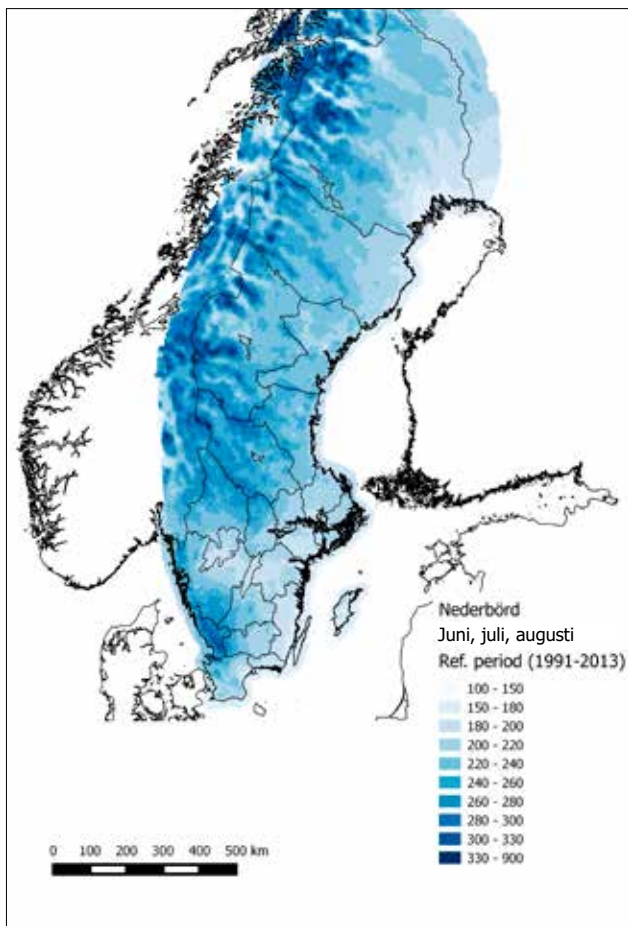 Nederbörd
Juni, juli, augusti
Ref. period (1991-2013)
100 - 150
150 - 180
180 - 200
200 - 220
220 - 240
240 - 260
260 - 280
280 - 300
300 - 330
330 - 900
0 100 200 300 400 500 km